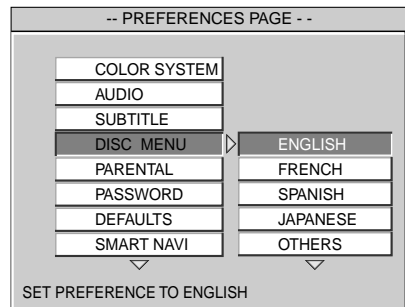 -- PREFERENCES PAGE - -
COLOR SYSTEM
AUDIO
SUBTITLE
DISC MENU
PARENTAL
PASSWORD
DEFAULTS
SMART NAVI
ENGLISH
FRENCH
SPANISH
JAPANESE
OTHERS
SET PREFERENCE TO ENGLISH